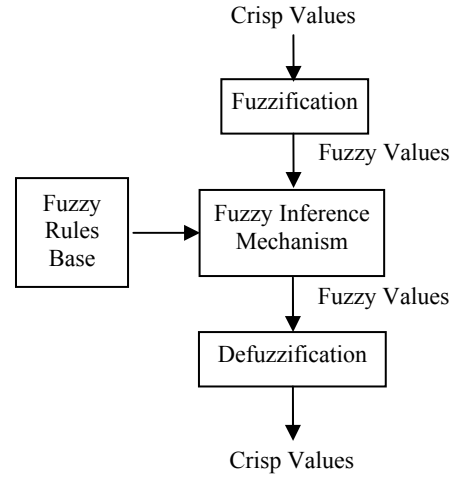 Crisp Values
Fuzzification
Fuzzy Values
Fuzzy
Rules
Base
Fuzzy Inference
Mechanism
Fuzzy Values
Defuzzification
Crisp Values